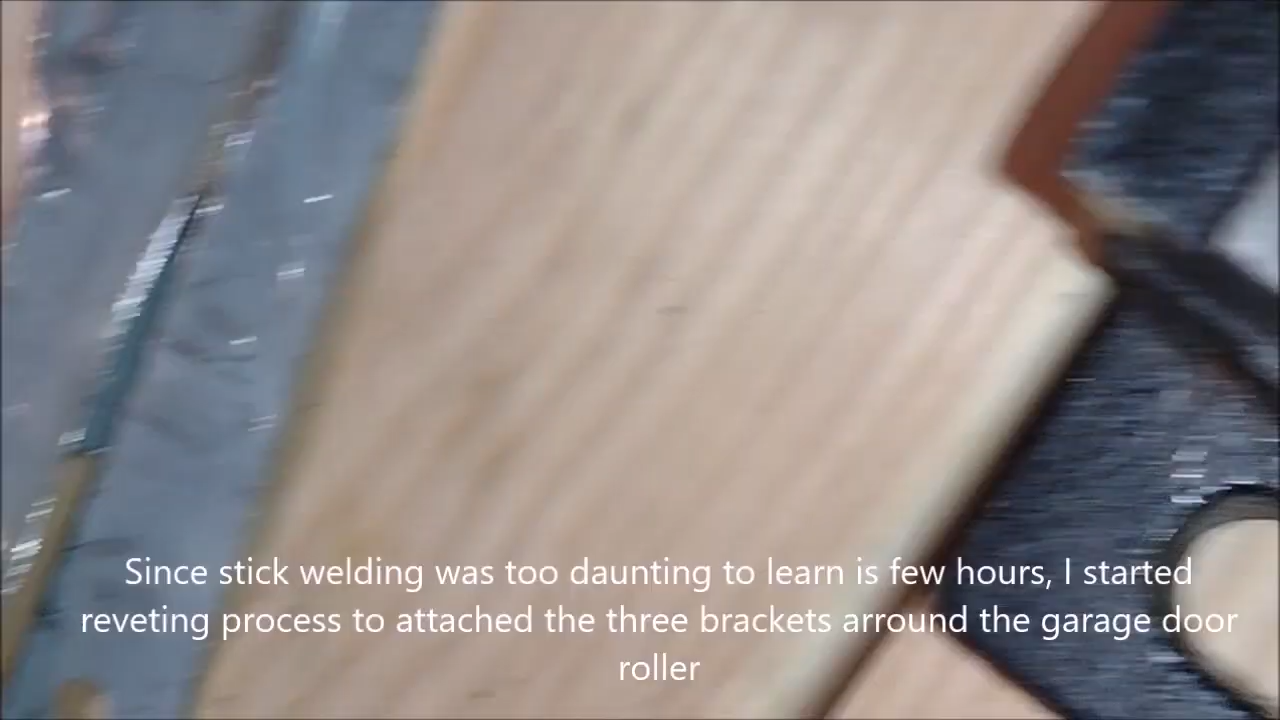 Since stick welding was too daunting to learn is few hours, I started
reveting process to attached the three brackets arround the garage door
roller